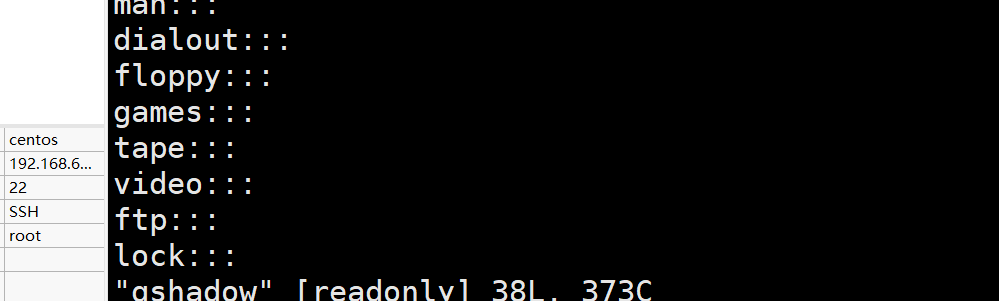 man:::
dialout:::
floppy:::
games:::
tape:::
video:::
ftp:::
lock:::
"gshadow" [readonly] 38L, 373C
centos
192.168.6...
22
SSH
root